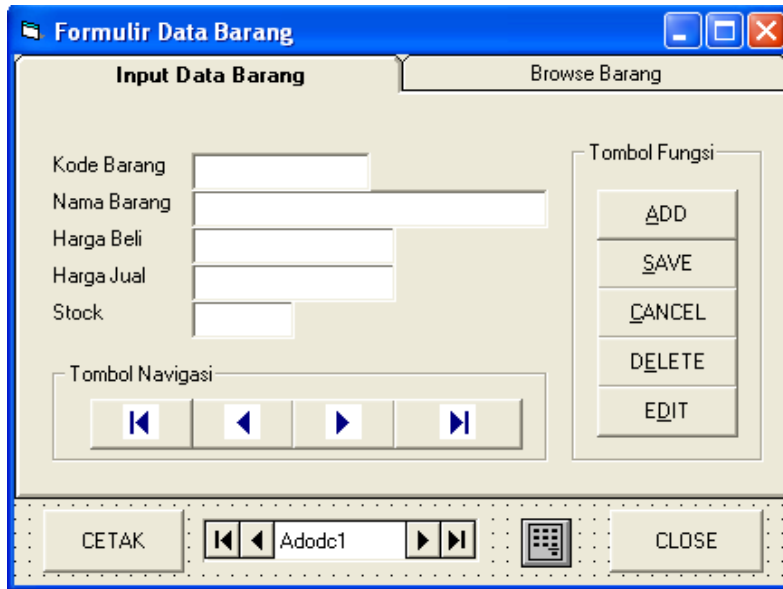 Formulir Data Barang
Input Data Barang
Browse Barang
Kode Barang
Nama Barang
Harga Beli
Harga Jual
Stock
Tombol Navigasi
Tombol Fungsi
ADD
SAVE
CANCEL
DELETE
EDIT
CETAK
Adodc1
CLOSE